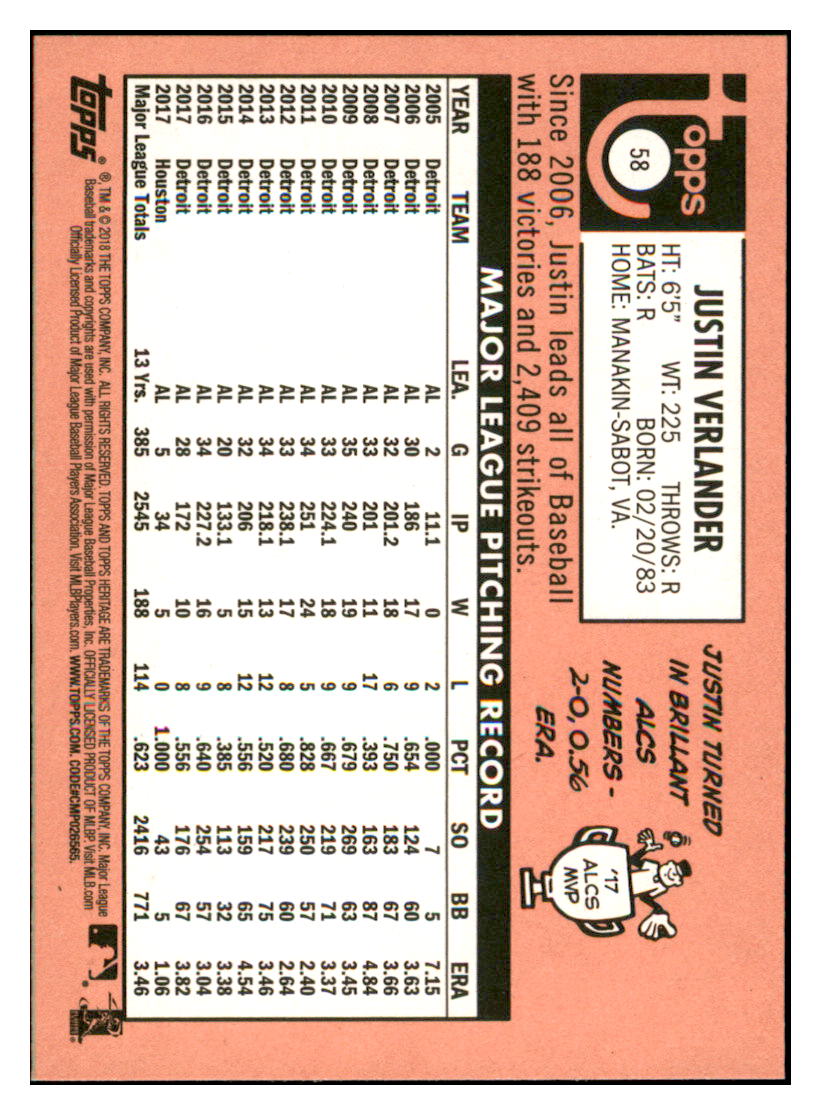 Topps
58
JUSTIN VERLANDER
HT: 6'5" WT: 225 THROWS: R
BATS: R BORN: 02/20/83
HOME: MANAKIN-SABOT, VA.
JUSTIN TURNED
IN BRILLANT
ALCS
NUMBERS -
2-0, 0.56
ERA.
'17
ALCS
MVP
Since 2006, Justin leads all of Baseball
with 188 victories and 2,409 strikeouts.
MAJOR LEAGUE PITCHING RECORD
YEAR TEAM LEA. G IP W L PCT SO BB ERA
2005 Detroit AL 2 11.1 0 2 .000 7 5 7.15
2006 Detroit AL 30 186 17 9 .654 124 60 3.63
2007 Detroit AL 32 201.2 18 6 .750 183 67 3.66
2008 Detroit AL 33 201 11 17 .393 163 87 4.84
2009 Detroit AL 35 240 19 9 .679 269 63 3.45
2010 Detroit AL 33 224.1 18 9 .667 219 71 3.37
2011 Detroit AL 34 251 24 5 .828 250 57 2.40
2012 Detroit AL 33 238.1 17 8 .680 239 60 2.64
2013 Detroit AL 34 218.1 13 12 .520 217 75 3.46
2014 Detroit AL 32 206 15 12 .556 159 65 4.54
2015 Detroit AL 20 133.1 5 8 .385 113 32 3.38
2016 Detroit AL 34 227.2 16 9 .640 254 57 3.04
2017 Detroit AL 28 172 10 8 .556 176 67 3.82
2017 Houston AL 5 34 5 0 1.000 43 5 1.06
Major League Totals 13 Yrs. 385 2545 188 114 .623 2416 771 3.46
topps®
®, TM & © 2018 THE TOPPS COMPANY, INC. ALL RIGHTS RESERVED. TOPPS AND TOPPS HERITAGE ARE TRADEMARKS OF THE TOPPS COMPANY, INC. Major League
Baseball trademarks and copyrights are used with permission of Major League Baseball Properties, Inc. OFFICIALLY LICENSED PRODUCT OF MLBP. Visit MLB.com
Officially Licensed Product of Major League Baseball Players Association. Visit MLBPlayers.com. WWW.TOPPS.COM. CODE#CMP026565.